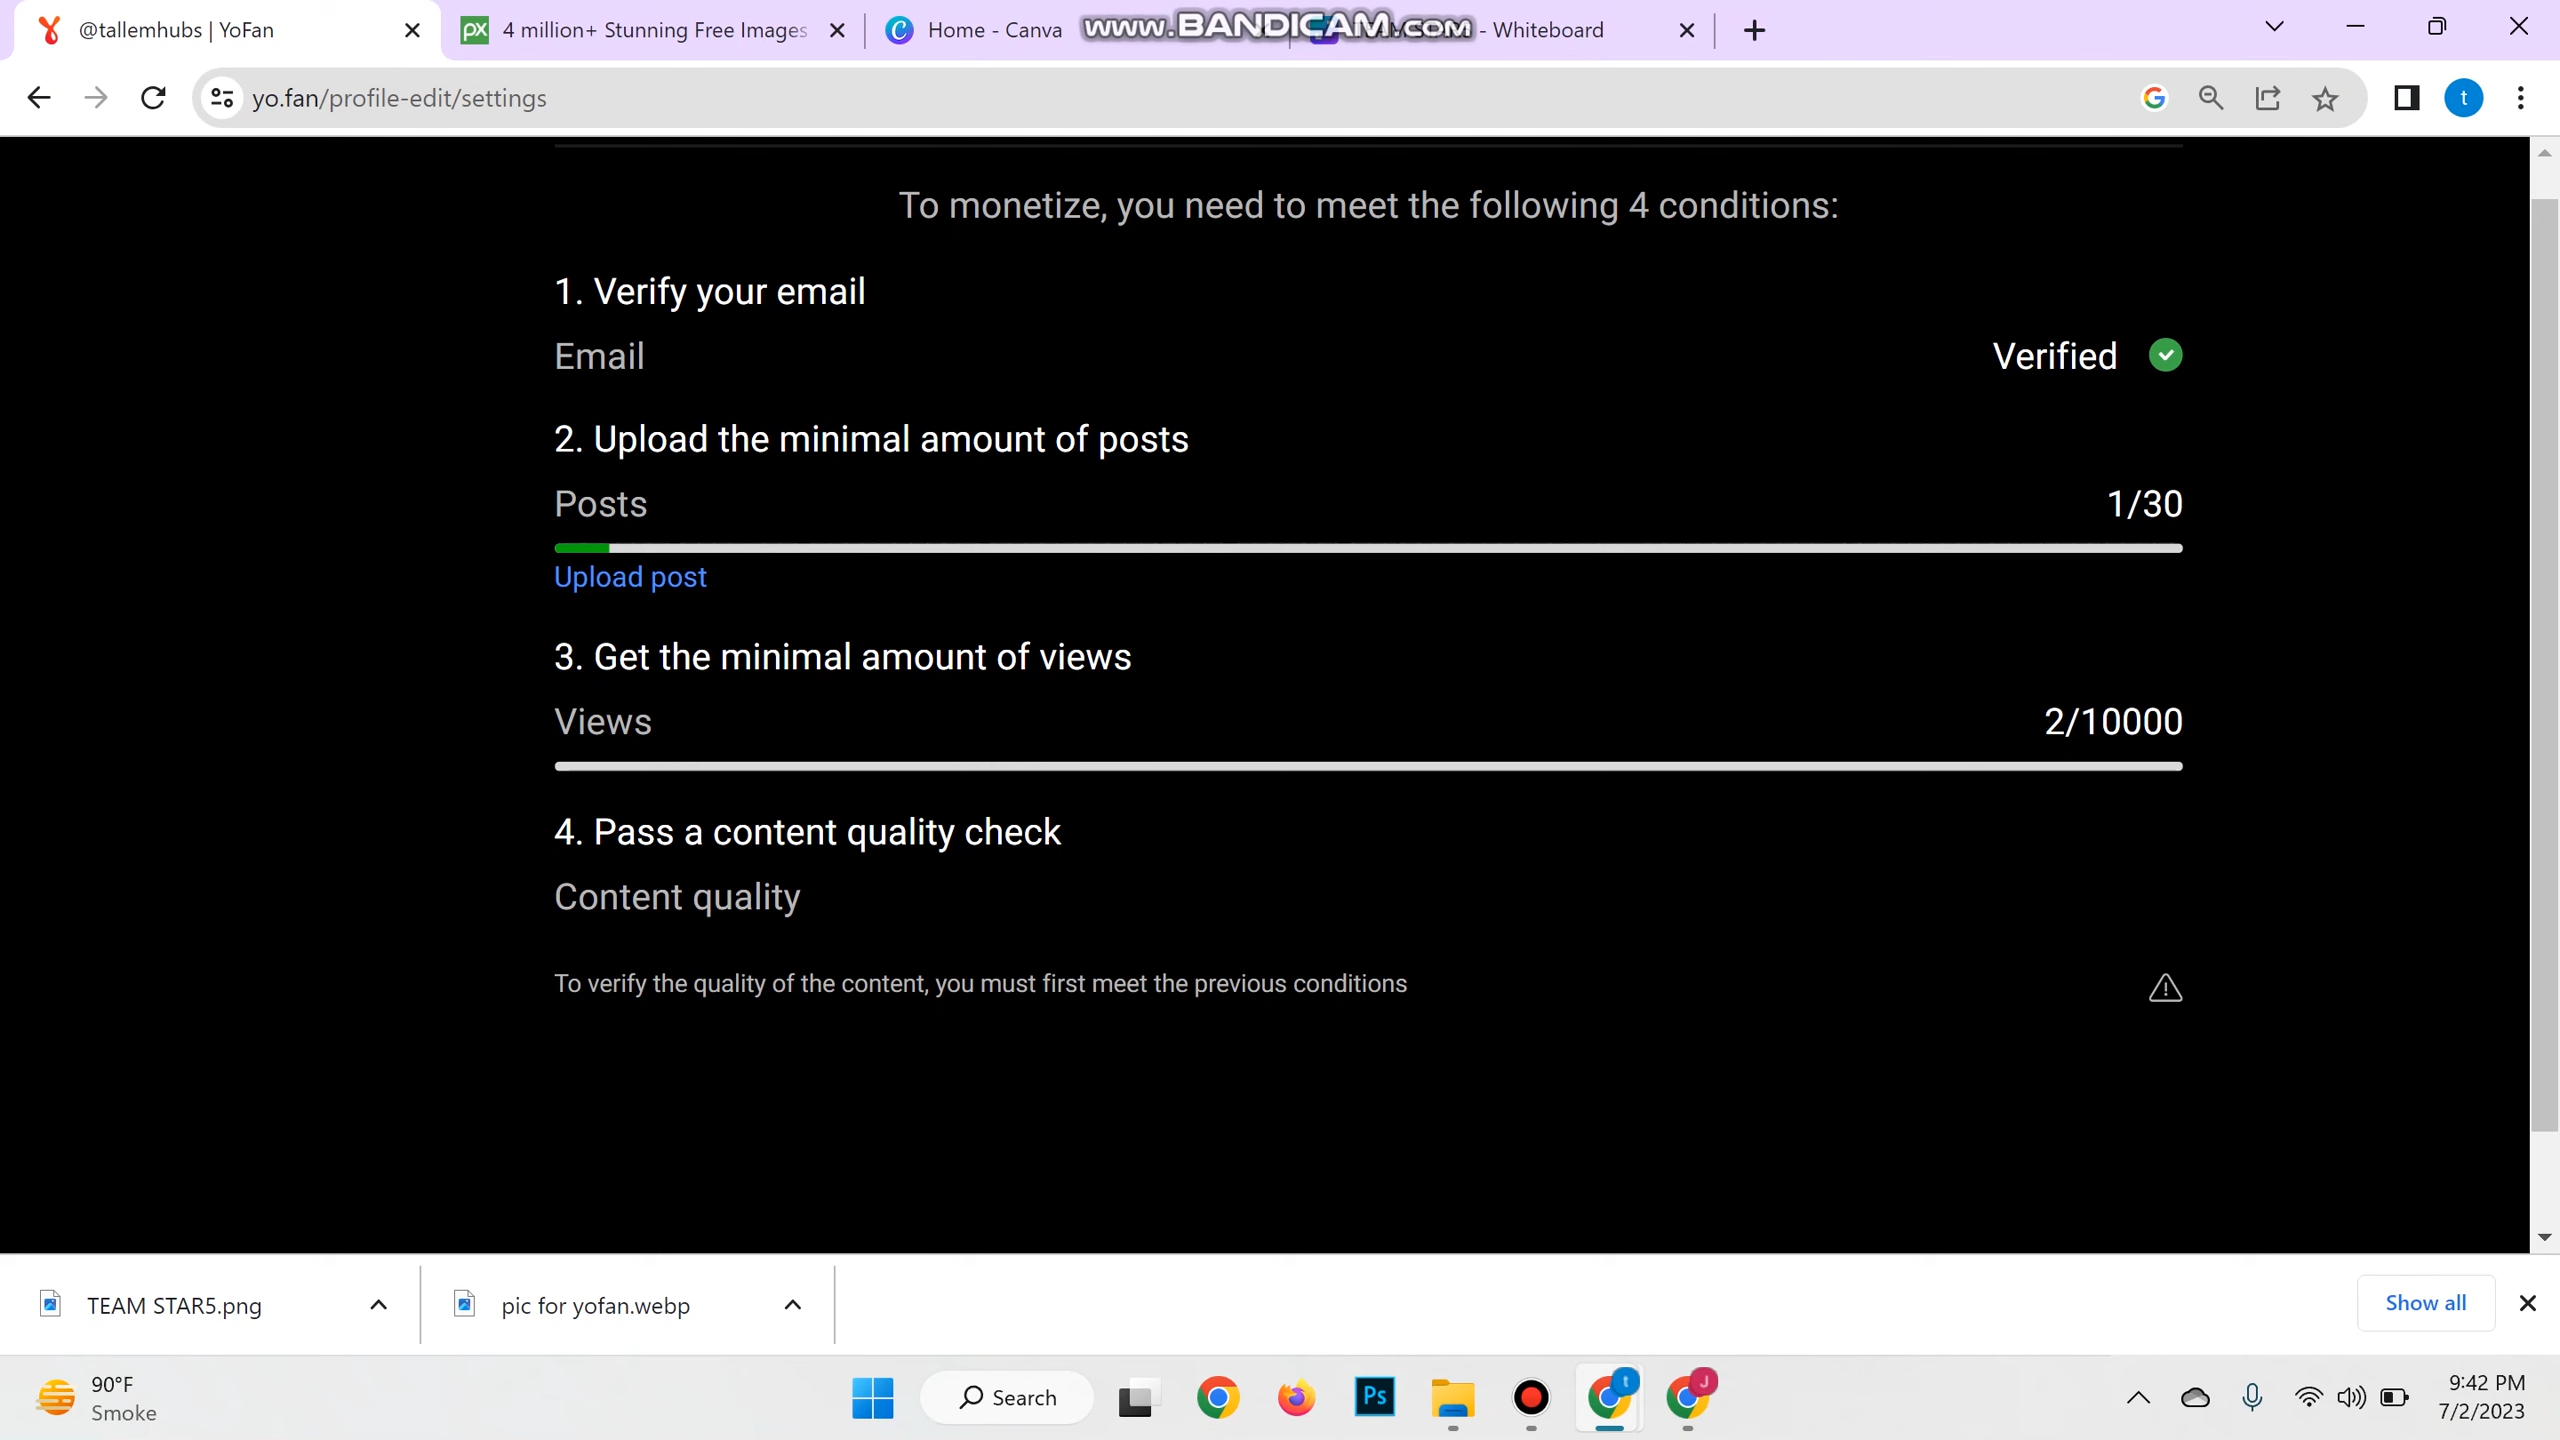 @tallemhubs | YoFan
4 million+ Stunning Free Images
Home - Canva
www.BANDICAM.com
- Whiteboard
yo.fan/profile-edit/settings
t
To monetize, you need to meet the following 4 conditions:
1. Verify your email
Email
Verified
2. Upload the minimal amount of posts
Posts
1/30
Upload post
3. Get the minimal amount of views
Views
2/10000
4. Pass a content quality check
Content quality
To verify the quality of the content, you must first meet the previous conditions
TEAM STAR5.png
pic for yofan.webp
Show all
90°F
Smoke
Search
Ps
t
J
9:42 PM
7/2/2023